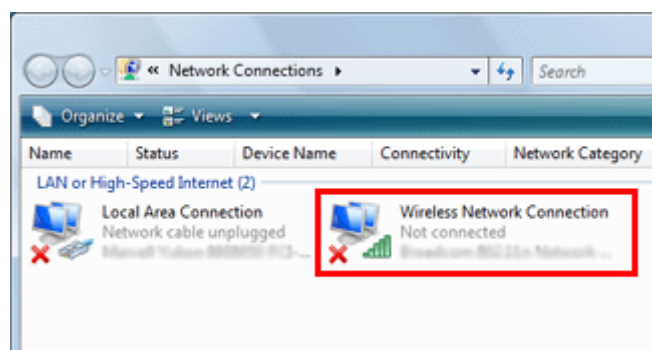 « Network Connections
Search
Organize Views
Name Status Device Name Connectivity Network Category
LAN or High-Speed Internet (2)
Local Area Connection
Network cable unplugged
Wireless Network Connection
Not connected